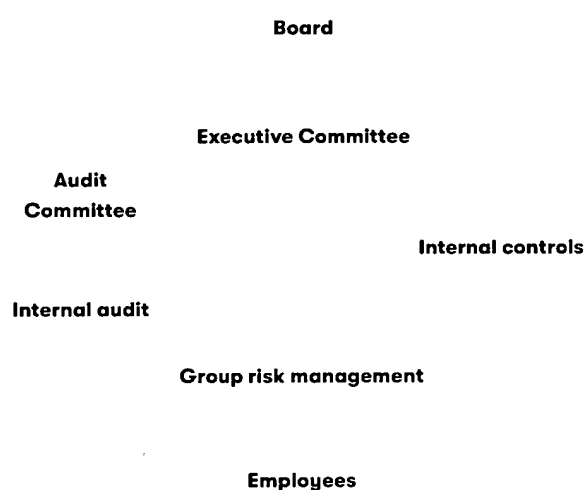 Board
Executive Committee
Audit
Committee
Internal controls
Internal audit
Group risk management
Employees